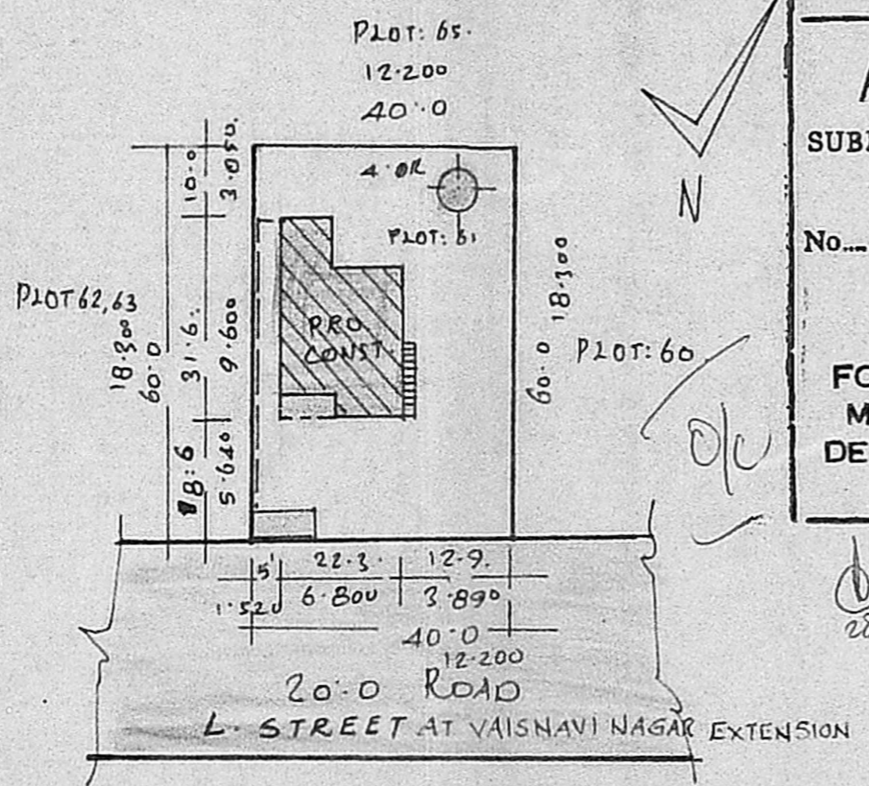 PLOT: 65.
12.200
40'.0
10.0
3.050.
4'0R
PLOT: 61
PLOT 62,63
18.300
60.0
31.6.
9.600
PRO
CONST.
18.300
60.0
PLOT: 60
18:6
5.640
5'
22.3.
12.9.
1.520
6.800
3.890
40.0
12.200
20'.0 ROAD
L. STREET AT VAISNAVI NAGAR EXTENSION
N
No....
FO
M
DE
O/C